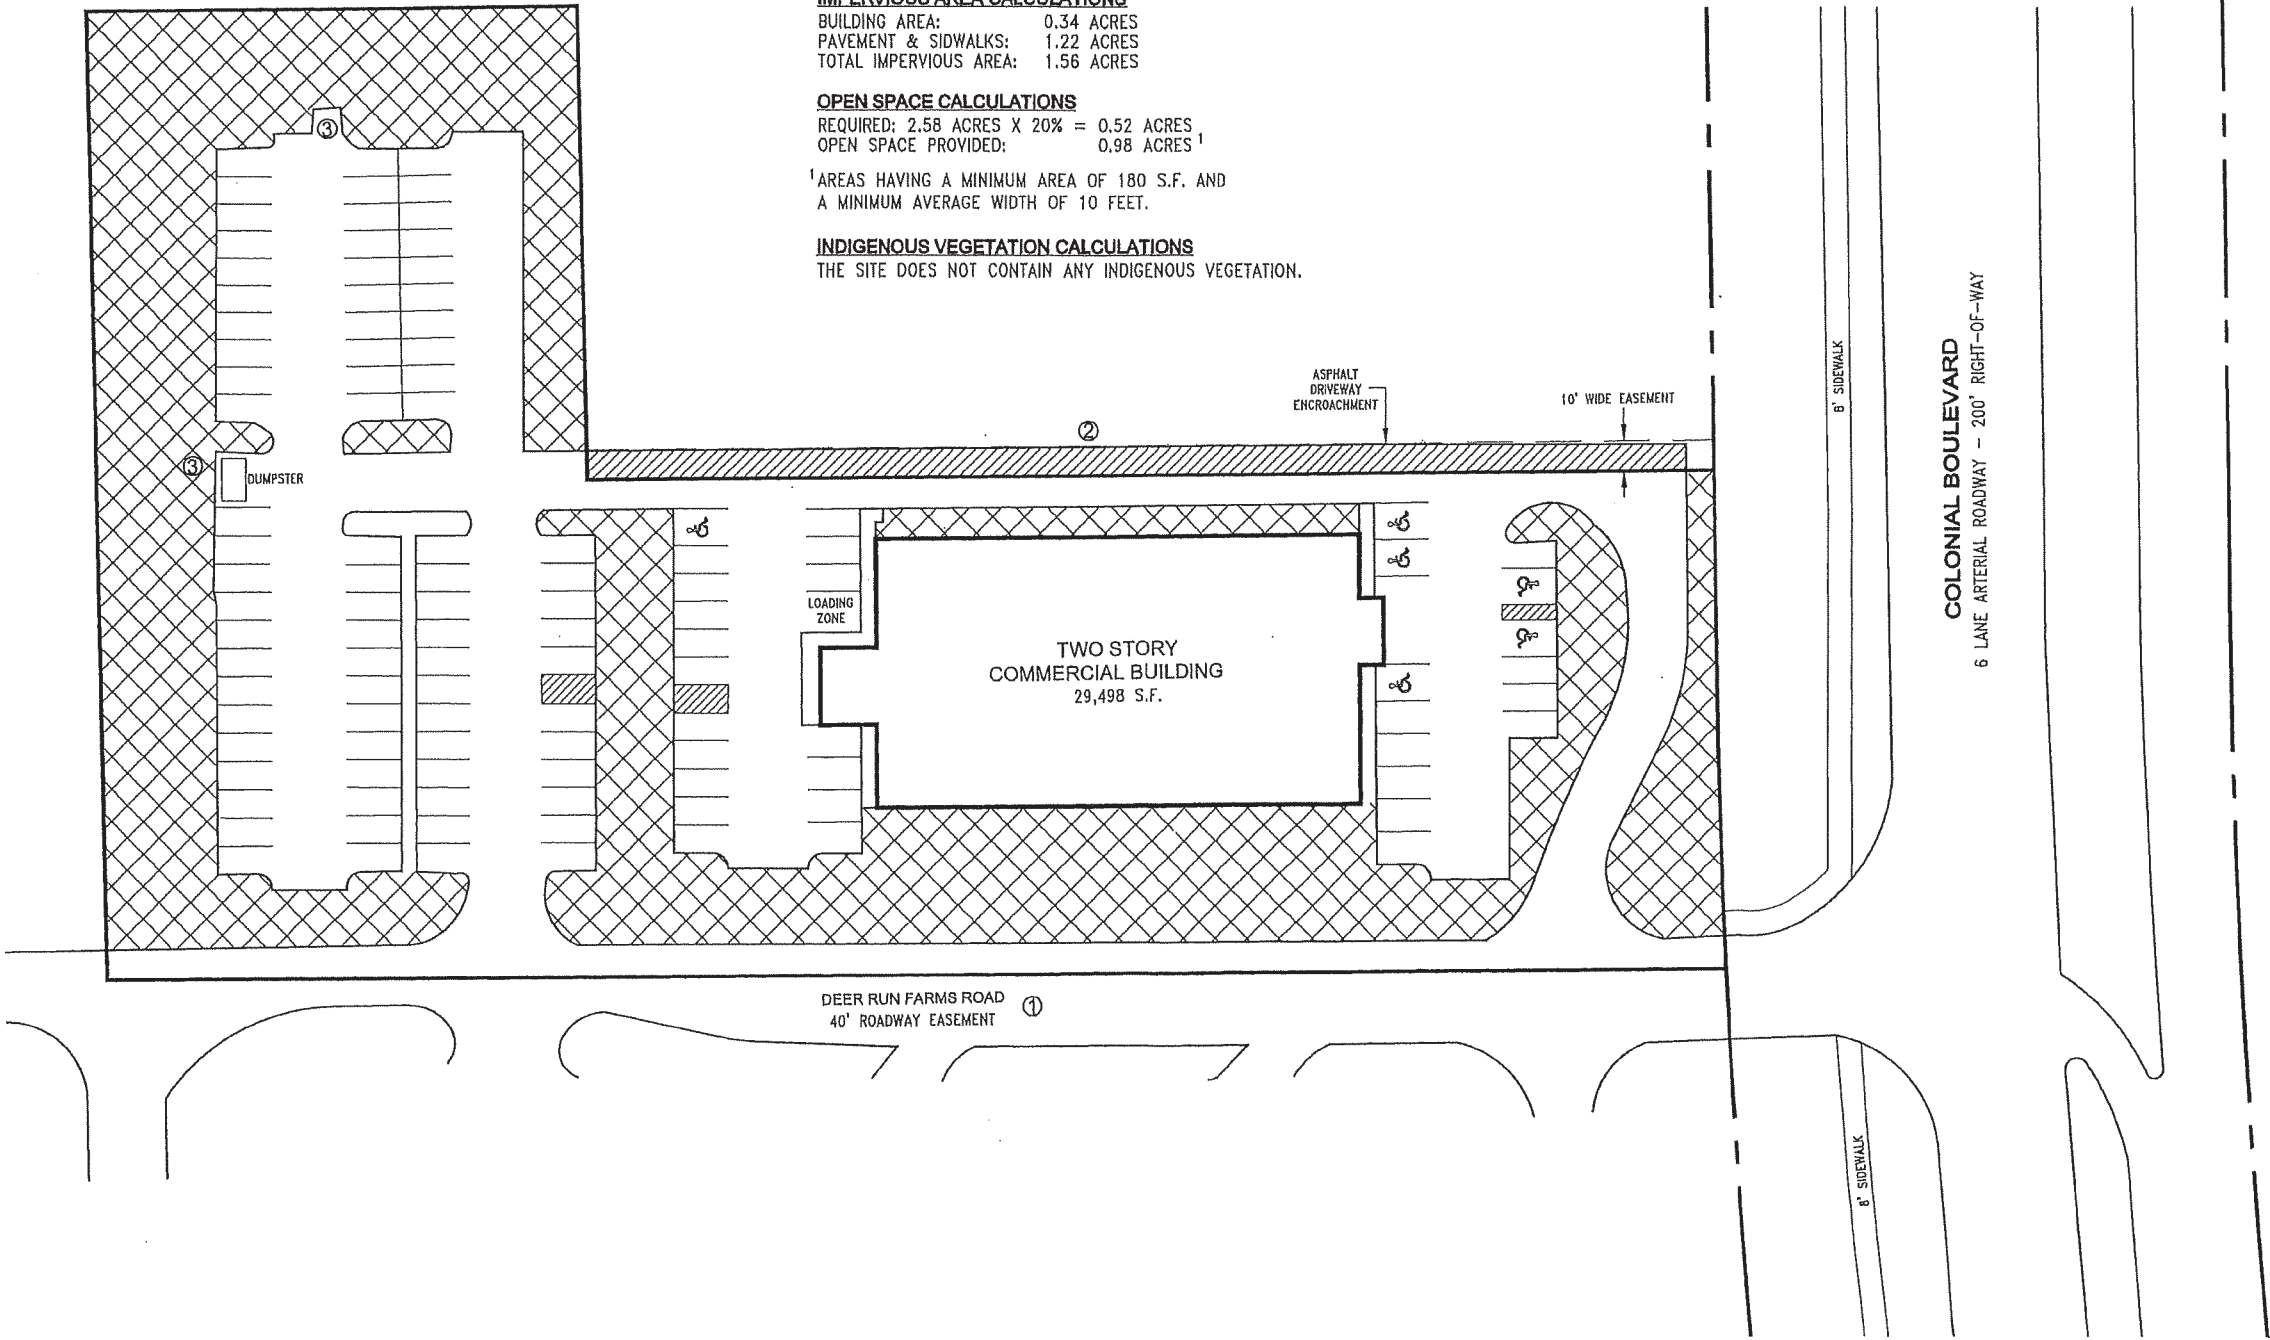 IMPERVIOUS AREA CALCULATIONS
BUILDING AREA: 0.34 ACRES
PAVEMENT & SIDWALKS: 1.22 ACRES
TOTAL IMPERVIOUS AREA: 1.56 ACRES
OPEN SPACE CALCULATIONS
REQUIRED: 2.58 ACRES X 20% = 0.52 ACRES
OPEN SPACE PROVIDED: 0.98 ACRES 1
1 AREAS HAVING A MINIMUM AREA OF 180 S.F. AND
A MINIMUM AVERAGE WIDTH OF 10 FEET.
INDIGENOUS VEGETATION CALCULATIONS
THE SITE DOES NOT CONTAIN ANY INDIGENOUS VEGETATION.
3
ASPHALT
DRIVEWAY
ENCROACHMENT
10' WIDE EASEMENT
2
3
DUMPSTER
LOADING
ZONE
TWO STORY
COMMERCIAL BUILDING
29,498 S.F.
8' SIDEWALK
COLONIAL BOULEVARD
6 LANE ARTERIAL ROADWAY - 200' RIGHT-OF-WAY
DEER RUN FARMS ROAD
40' ROADWAY EASEMENT
1
8' SIDEWALK